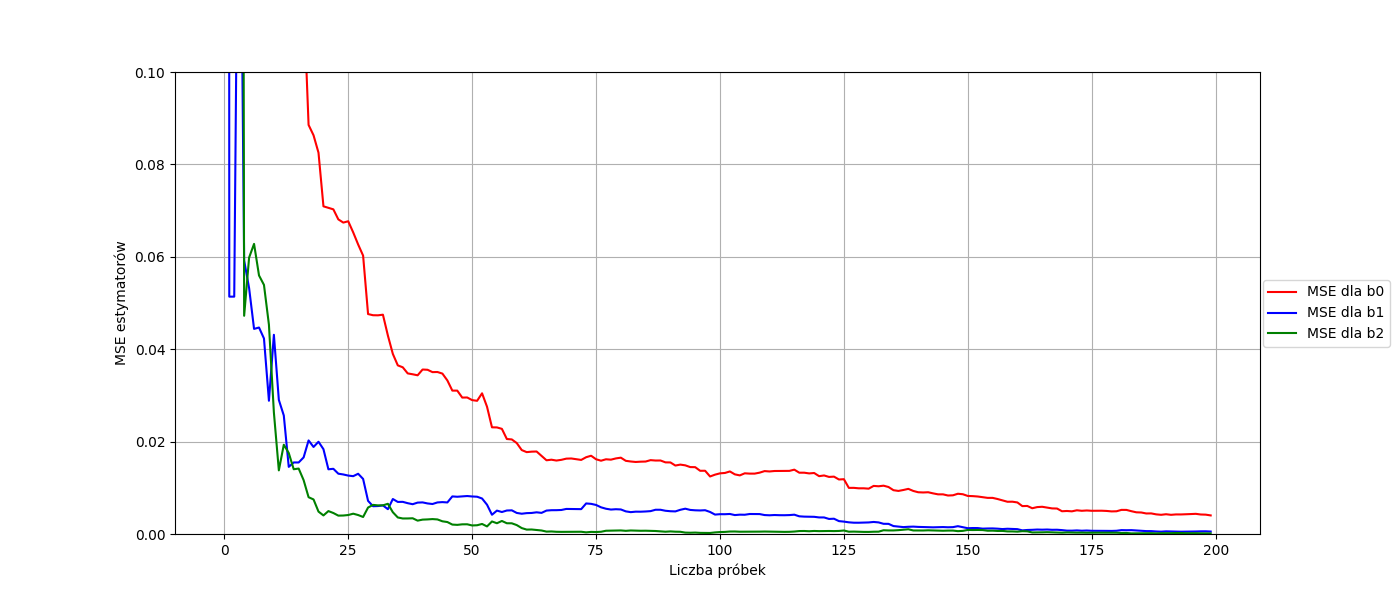 0.10
0.08
0.06
0.04
0.02
0.00
MSE estymatorów
0 25 50 75 100 125 150 175 200
Liczba próbek
MSE dla b0
MSE dla b1
MSE dla b2